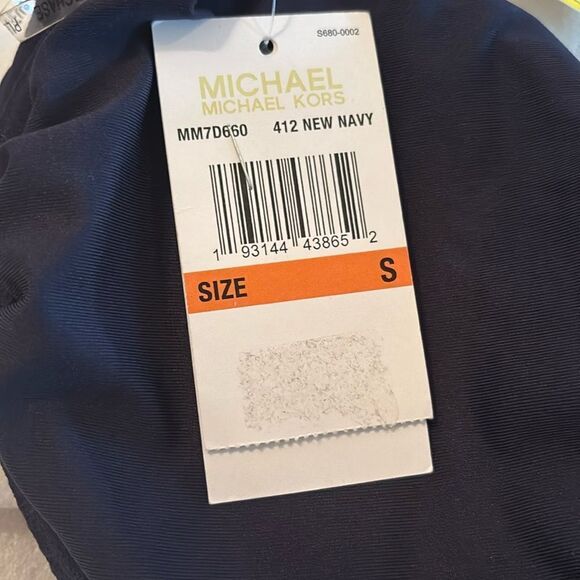 S680-0002
MICHAEL
MICHAEL KORS
MM7D660 412 NEW NAVY
1 93144 43865 2
SIZE S